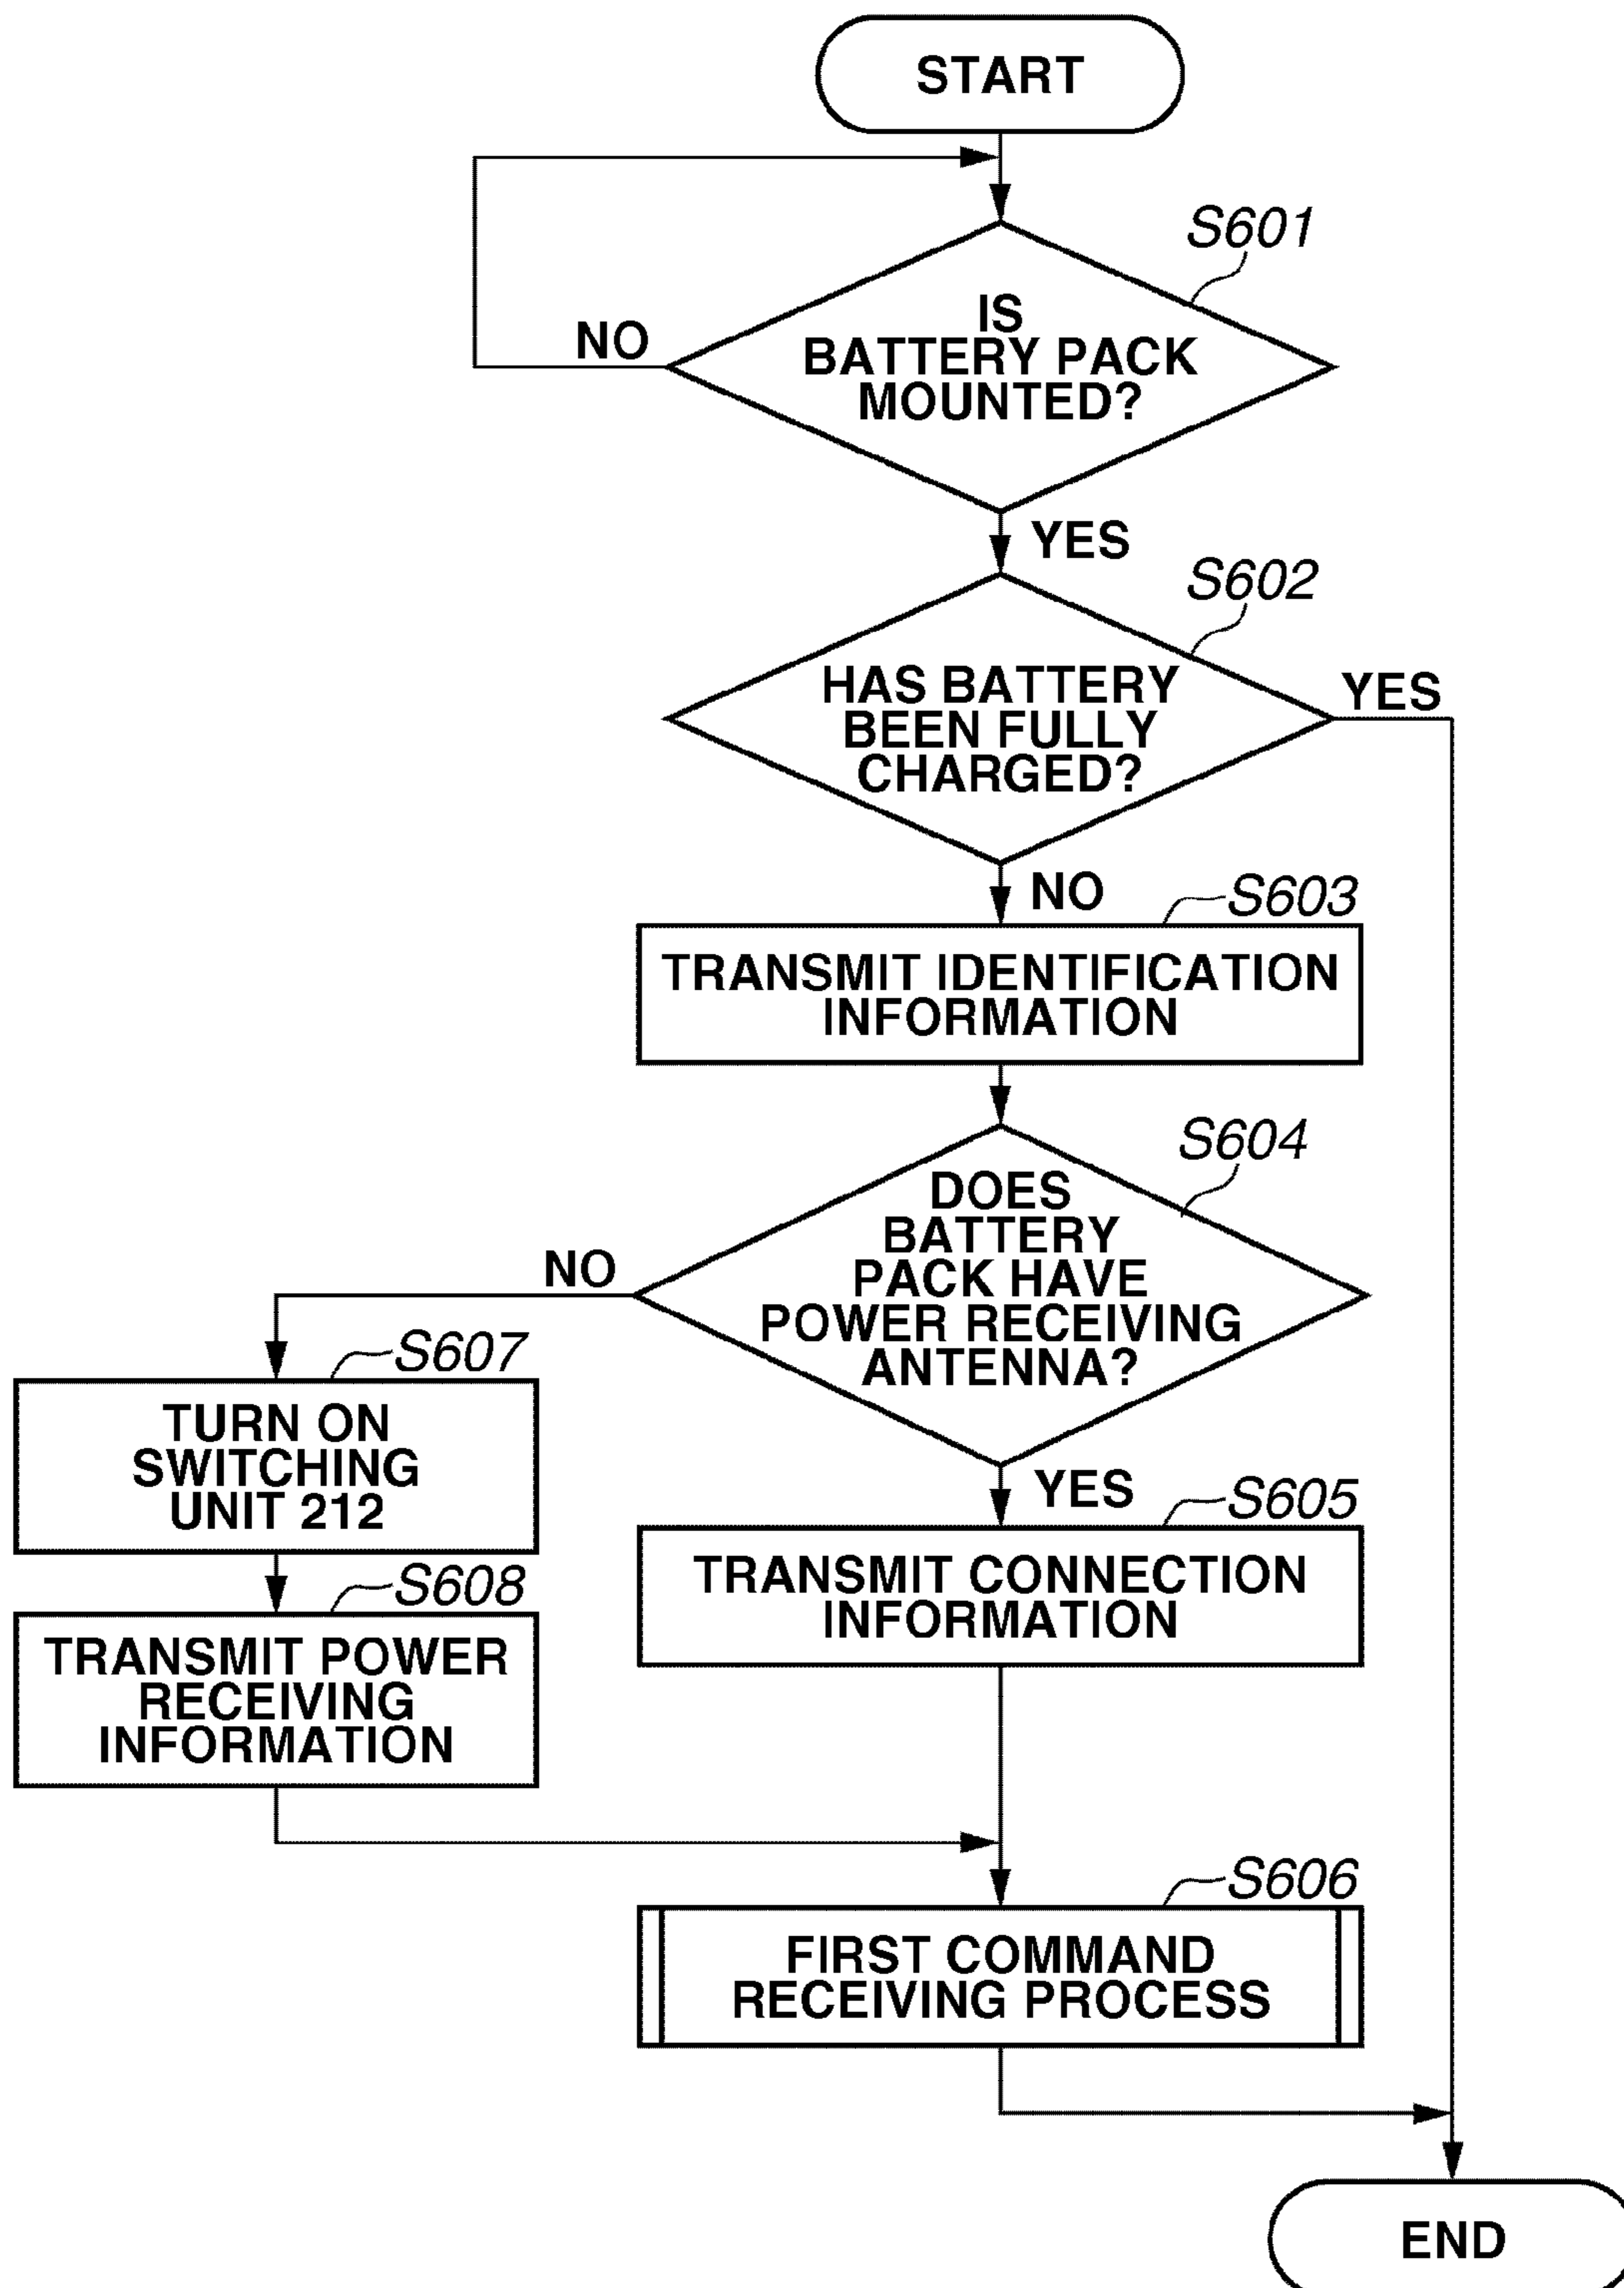 START
S601
IS
BATTERY PACK
MOUNTED?
NO
YES
S602
HAS BATTERY
BEEN FULLY
CHARGED?
YES
NO
S603
TRANSMIT IDENTIFICATION
INFORMATION
S604
DOES
BATTERY
PACK HAVE
POWER RECEIVING
ANTENNA?
NO
YES
S607
TURN ON
SWITCHING
UNIT 212
S605
TRANSMIT CONNECTION
INFORMATION
S608
TRANSMIT POWER
RECEIVING
INFORMATION
S606
FIRST COMMAND
RECEIVING PROCESS
END